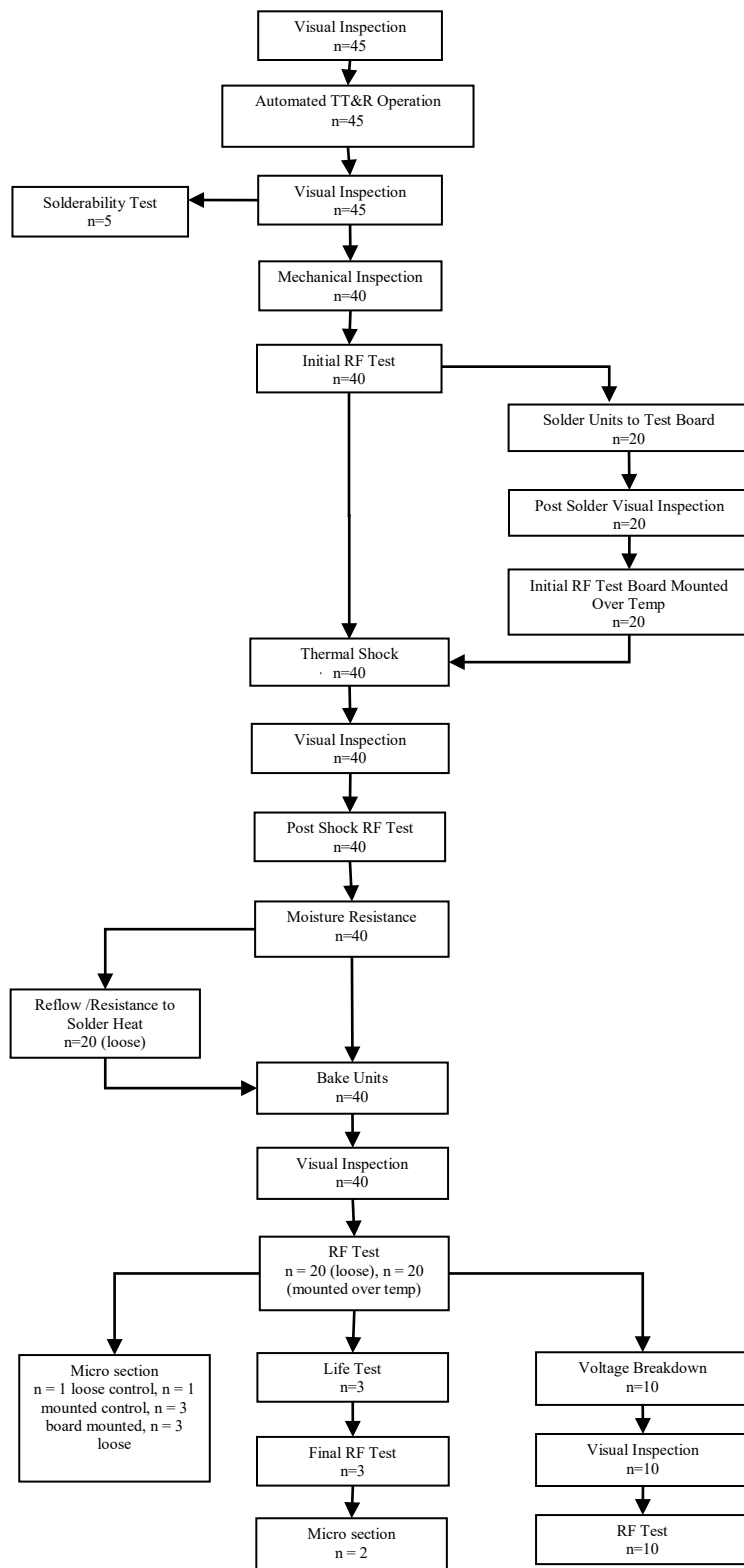 Visual Inspection
n=45
Automated TT&R Operation
n=45
Solderability Test
n=5
Visual Inspection
n=45
Mechanical Inspection
n=40
Initial RF Test
n=40
Solder Units to Test Board
n=20
Post Solder Visual Inspection
n=20
Initial RF Test Board Mounted
Over Temp
n=20
Thermal Shock
n=40
Visual Inspection
n=40
Post Shock RF Test
n=40
Moisture Resistance
n=40
Reflow /Resistance to
Solder Heat
n=20 (loose)
Bake Units
n=40
Visual Inspection
n=40
RF Test
n = 20 (loose), n = 20
(mounted over temp)
Micro section
n = 1 loose control, n = 1
mounted control, n = 3
board mounted, n = 3
loose
Life Test
n=3
Final RF Test
n=3
Micro section
n = 2
Voltage Breakdown
n=10
Visual Inspection
n=10
RF Test
n=10